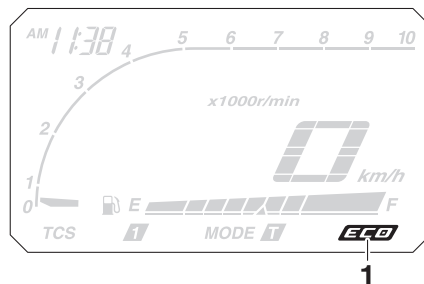 AM 11:38
0 1 2 3 4 5 6 7 8 9 10
x1000r/min
0 km/h
E F
TCS 1 MODE T ECO
1